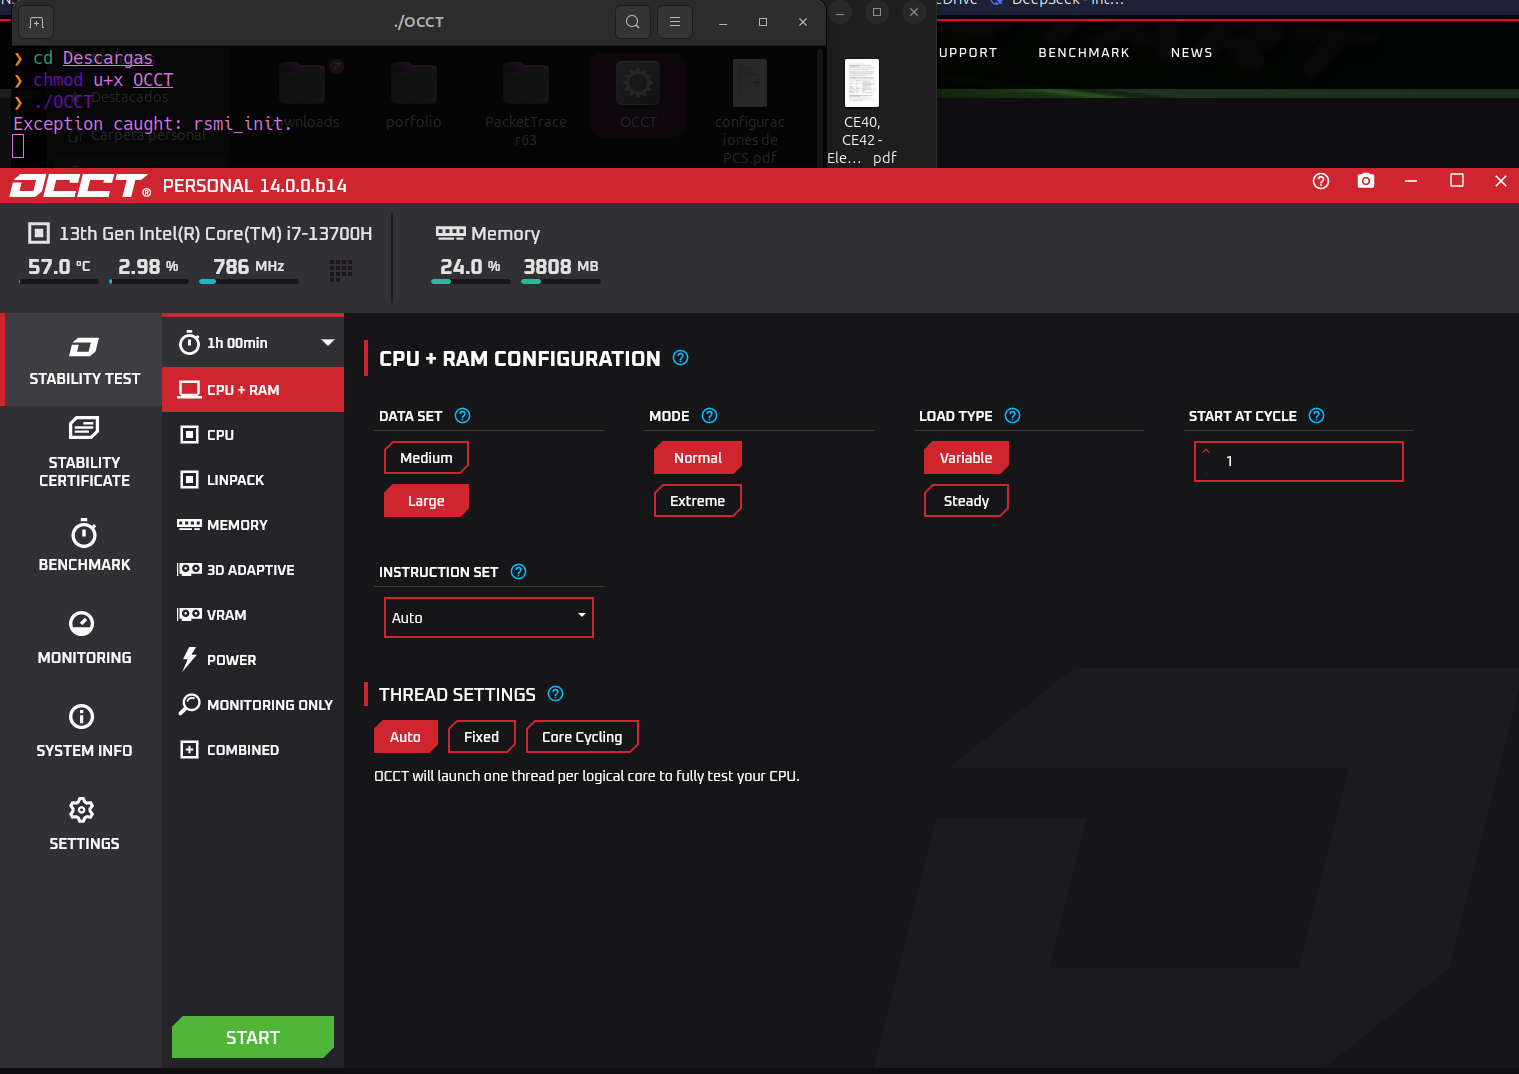 ./OCCT
❯ cd Descargas
❯ chmod u+x OCCT
❯ ./OCCT
Exception caught: rsmi_init.
Destacados
Carpeta personal
porfolio
PacketTrace
r63
OCCT
configurac
iones de
PCS.pdf
CE40,
CE42 -
Ele... pdf
UPPORT
BENCHMARK
NEWS
OCCT® PERSONAL 14.0.0.b14
13th Gen Intel(R) Core(TM) i7-13700H
57.0 °C
2.98 %
786 MHz
Memory
24.0 %
3808 MB
STABILITY TEST
STABILITY
CERTIFICATE
BENCHMARK
MONITORING
SYSTEM INFO
SETTINGS
1h 00min
CPU + RAM
CPU
LINPACK
MEMORY
3D ADAPTIVE
VRAM
POWER
MONITORING ONLY
COMBINED
START
CPU + RAM CONFIGURATION
DATA SET
Medium
Large
MODE
Normal
Extreme
LOAD TYPE
Variable
Steady
START AT CYCLE
1
INSTRUCTION SET
Auto
THREAD SETTINGS
Auto
Fixed
Core Cycling
OCCT will launch one thread per logical core to fully test your CPU.